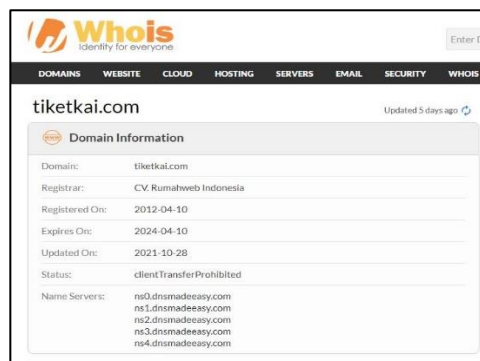 Whois
Identity for everyone
Enter D
DOMAINS WEBSITE CLOUD HOSTING SERVERS EMAIL SECURITY WHOIS
tiketkai.com
Updated 5 days ago
Domain Information
Domain: tiketkai.com
Registrar: CV. Rumahweb Indonesia
Registered On: 2012-04-10
Expires On: 2024-04-10
Updated On: 2021-10-28
Status: clientTransferProhibited
Name Servers: ns0.dnsmadeeasy.com
ns1.dnsmadeeasy.com
ns2.dnsmadeeasy.com
ns3.dnsmadeeasy.com
ns4.dnsmadeeasy.com